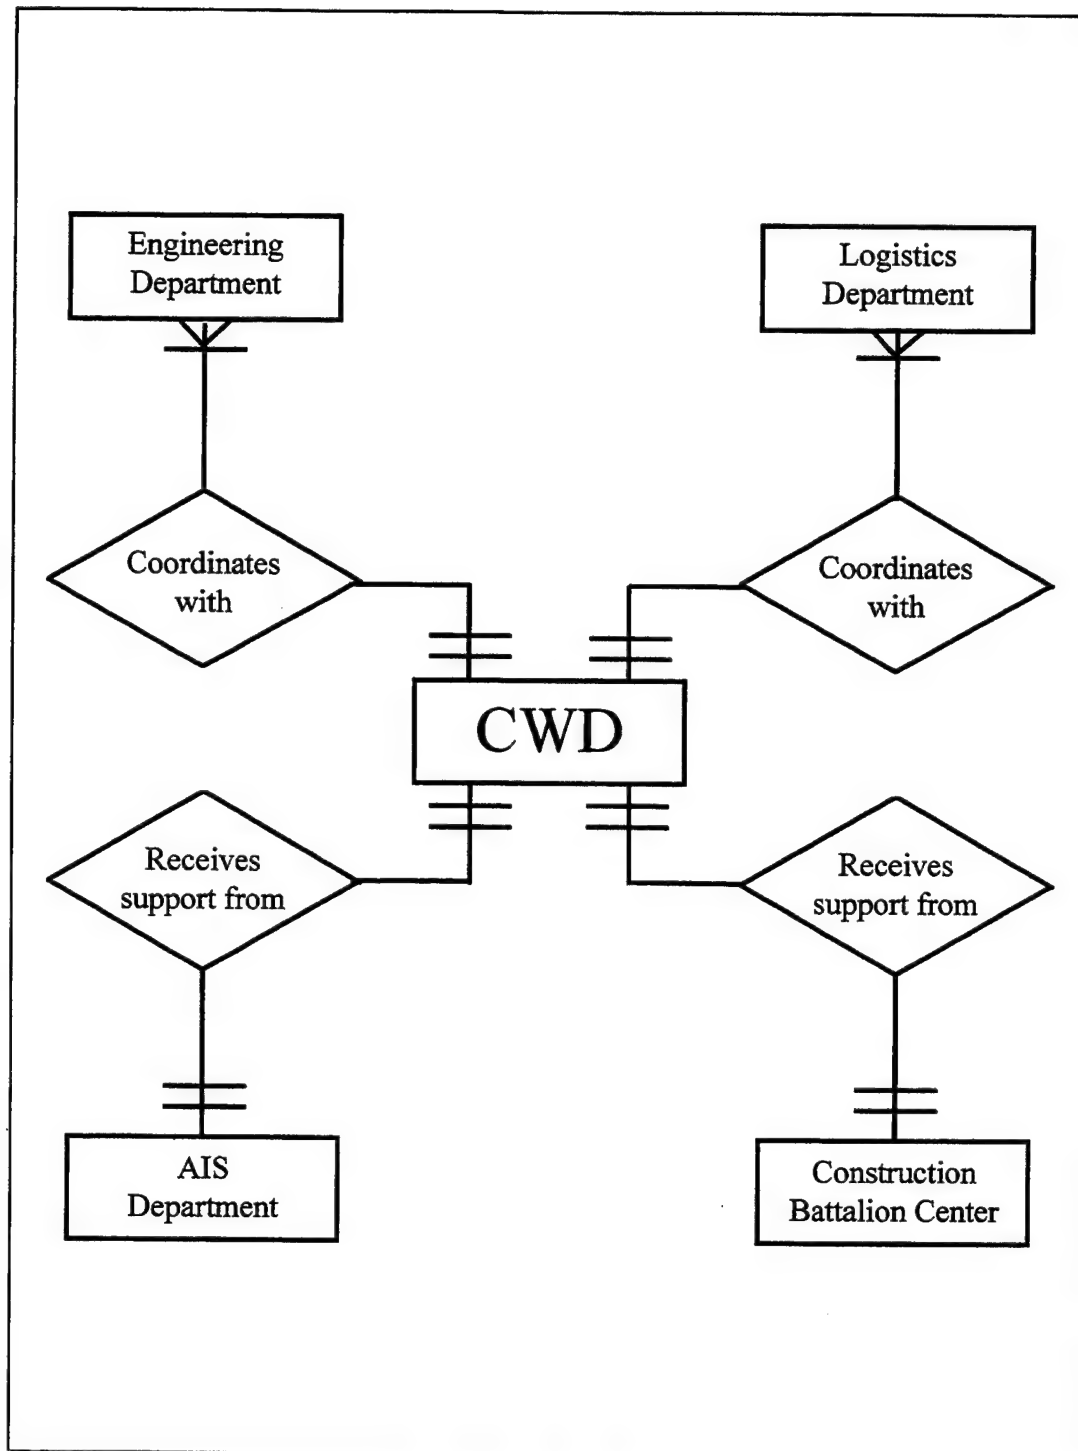 Engineering
Department
Logistics
Department
Coordinates
with
Coordinates
with
CWD
Receives
support from
Receives
support from
AIS
Department
Construction
Battalion Center